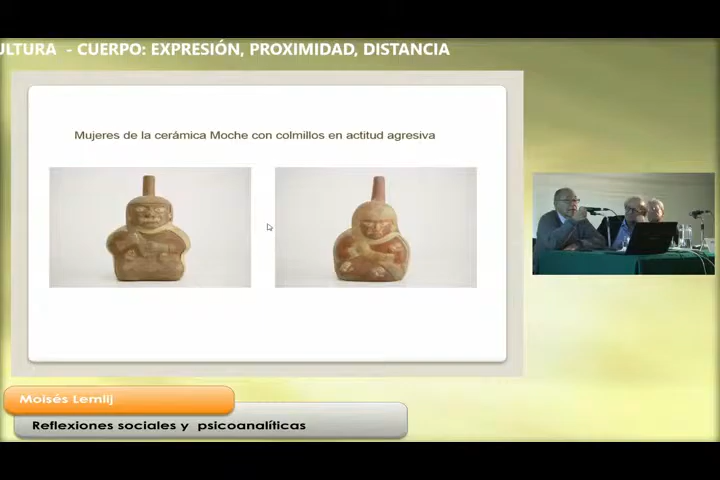 ULTURA - CUERPO: EXPRESIÓN, PROXIMIDAD, DISTANCIA
Mujeres de la cerámica Moche con colmillos en actitud agresiva
Moisés Lemlij
Reflexiones sociales y psicoanalíticas